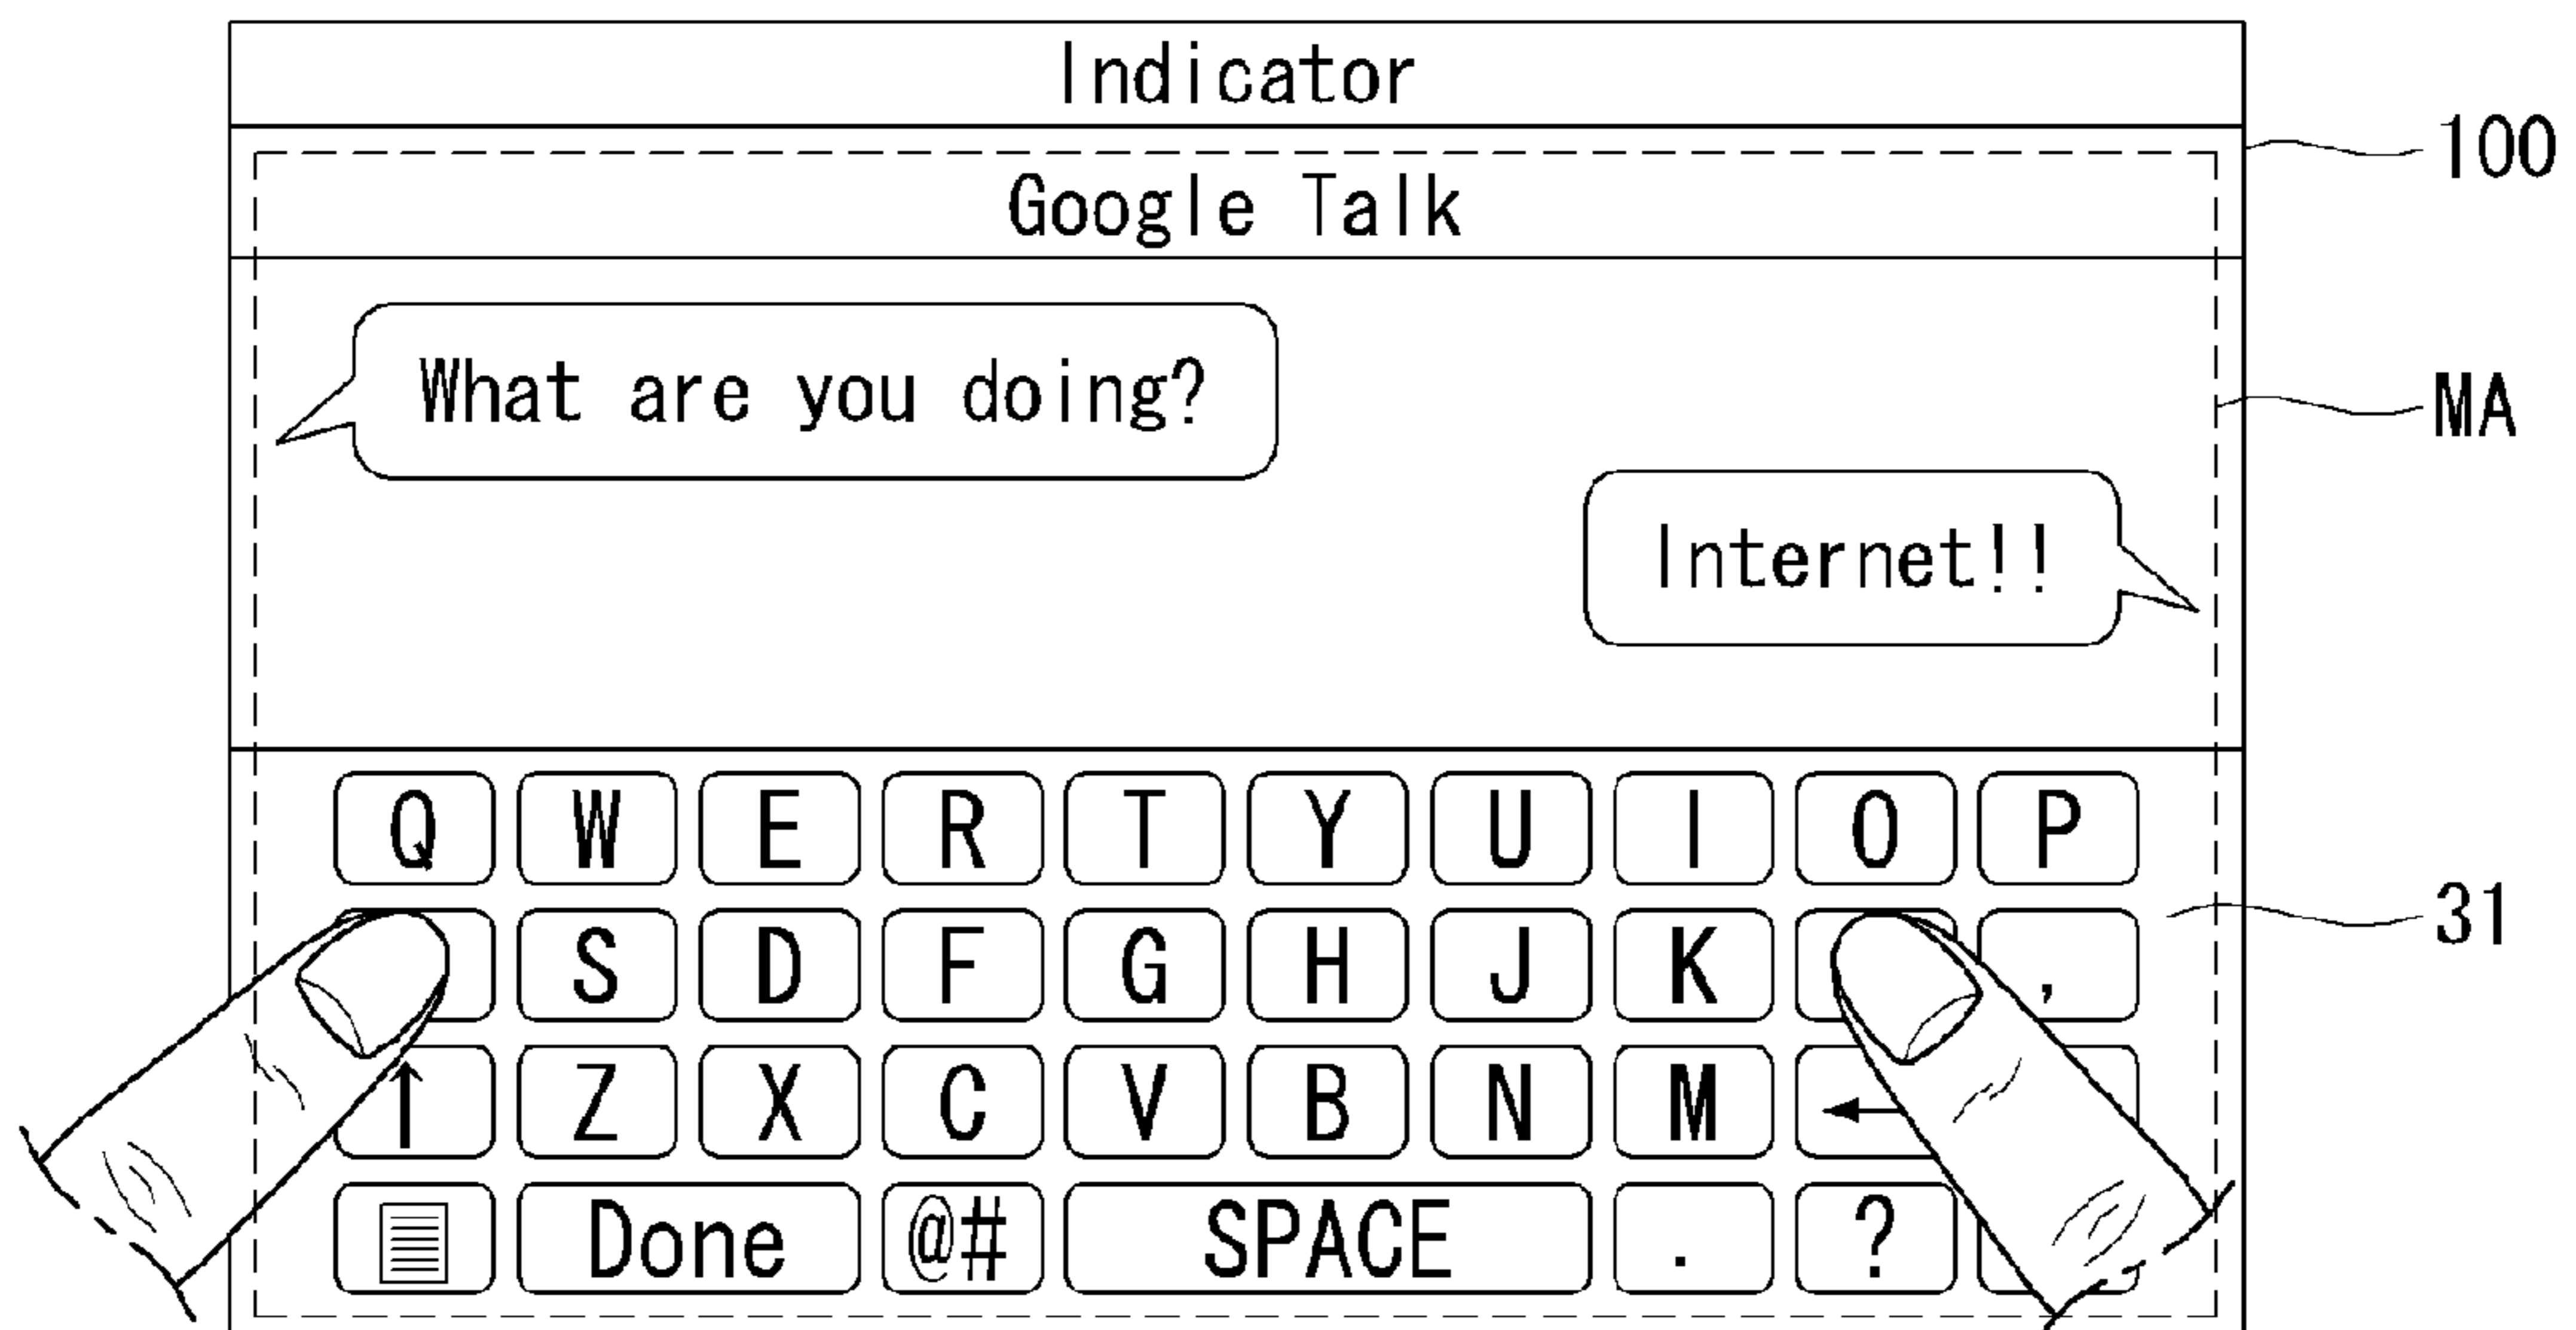 Indicator
100
Google Talk
What are you doing?
MA
Internet!!
Q W E R T Y U I O P
31
S D F G H J K ,
↑ Z X C V B N M ←
Done @# SPACE . ?